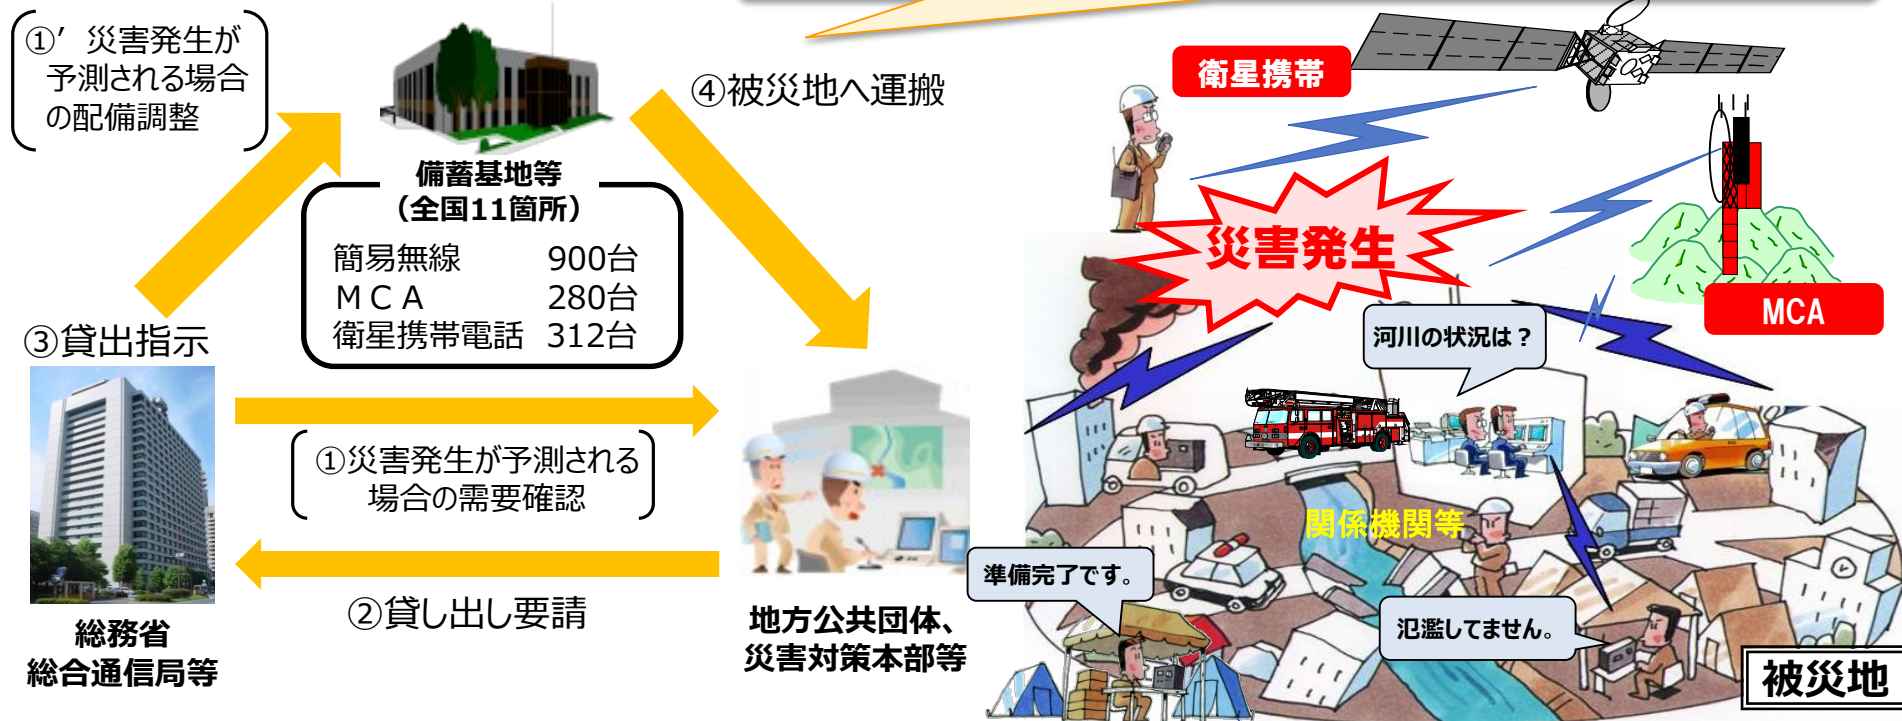 ①’ 災害発生が
予測される場合
の配備調整
④被災地へ運搬
備蓄基地等
（全国11箇所）
簡易無線 900台
ＭＣＡ 280台
衛星携帯電話 312台
③貸出指示
①災害発生が予測される
場合の需要確認
②貸し出し要請
総務省
総合通信局等
地方公共団体、
災害対策本部等
衛星携帯
災害発生
MCA
河川の状況は？
関係機関等
準備完了です。
氾濫してません。
被災地